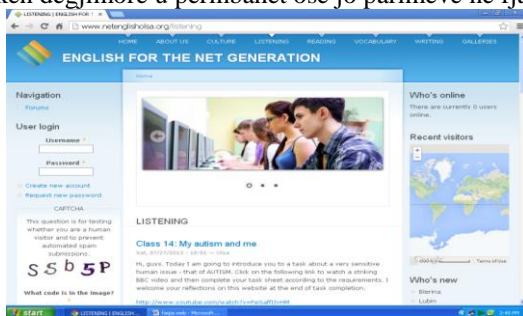 LISTENING | ENGLISH FOR T
www.netenglisholsa.org/listening
HOME ABOUT US CULTURE LISTENING READING VOCABULARY WRITING GALLERIES
ENGLISH FOR THE NET GENERATION
Home
Navigation
Forums
User login
Username *
Password *
Create new account
Request new password
CAPTCHA
This question is for testing
whether you are a human
visitor and to prevent
automated spam
submissions.
What code is in the image?
*
LISTENING
Class 14: My autism and me
Hi, guys. Today I am going to introduce you to a task about a very sensitive
human issue - that of AUTISM. Click on the following link to watch a striking
BBC video and then complete your task sheet according to the requirements. I
welcome your reflections on this website at the end of task completion.
Who's online
There are currently 0 users
online.
Recent visitors
Terms of Use
Who's new
Blerina
Lubin
start
LISTENING | ENGLISH